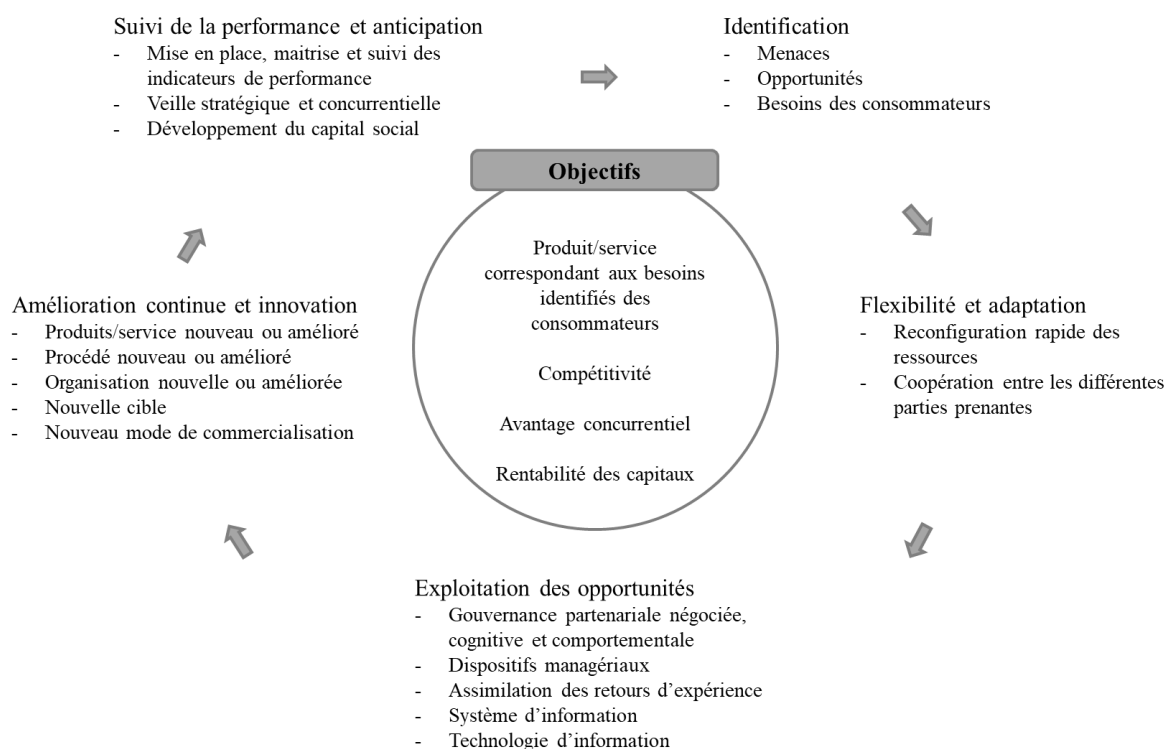 Suivi de la performance et anticipation
- Mise en place, maitrise et suivi des
indicateurs de performance
- Veille stratégique et concurrentielle
- Développement du capital social
Identification
- Menaces
- Opportunités
- Besoins des consommateurs
Objectifs
Produit/service
correspondant aux besoins
identifiés des
consommateurs
Compétitivité
Avantage concurrentiel
Rentabilité des capitaux
Amélioration continue et innovation
- Produits/service nouveau ou amélioré
- Procédé nouveau ou amélioré
- Organisation nouvelle ou améliorée
- Nouvelle cible
- Nouveau mode de commercialisation
Flexibilité et adaptation
- Reconfiguration rapide des
ressources
- Coopération entre les différentes
parties prenantes
Exploitation des opportunités
- Gouvernance partenariale négociée,
cognitive et comportementale
- Dispositifs managériaux
- Assimilation des retours d’expérience
- Système d’information
- Technologie d’information